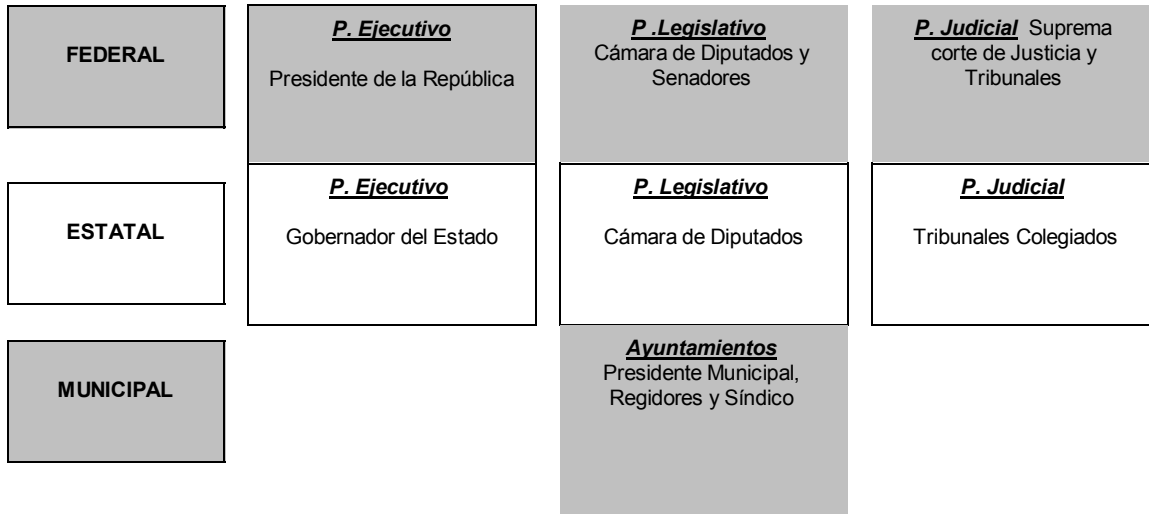 FEDERAL
P. Ejecutivo
Presidente de la República
P .Legislativo
Cámara de Diputados y
Senadores
P. Judicial Suprema
corte de Justicia y
Tribunales
ESTATAL
P. Ejecutivo
Gobernador del Estado
P. Legislativo
Cámara de Diputados
P. Judicial
Tribunales Colegiados
MUNICIPAL
Ayuntamientos
Presidente Municipal,
Regidores y Síndico